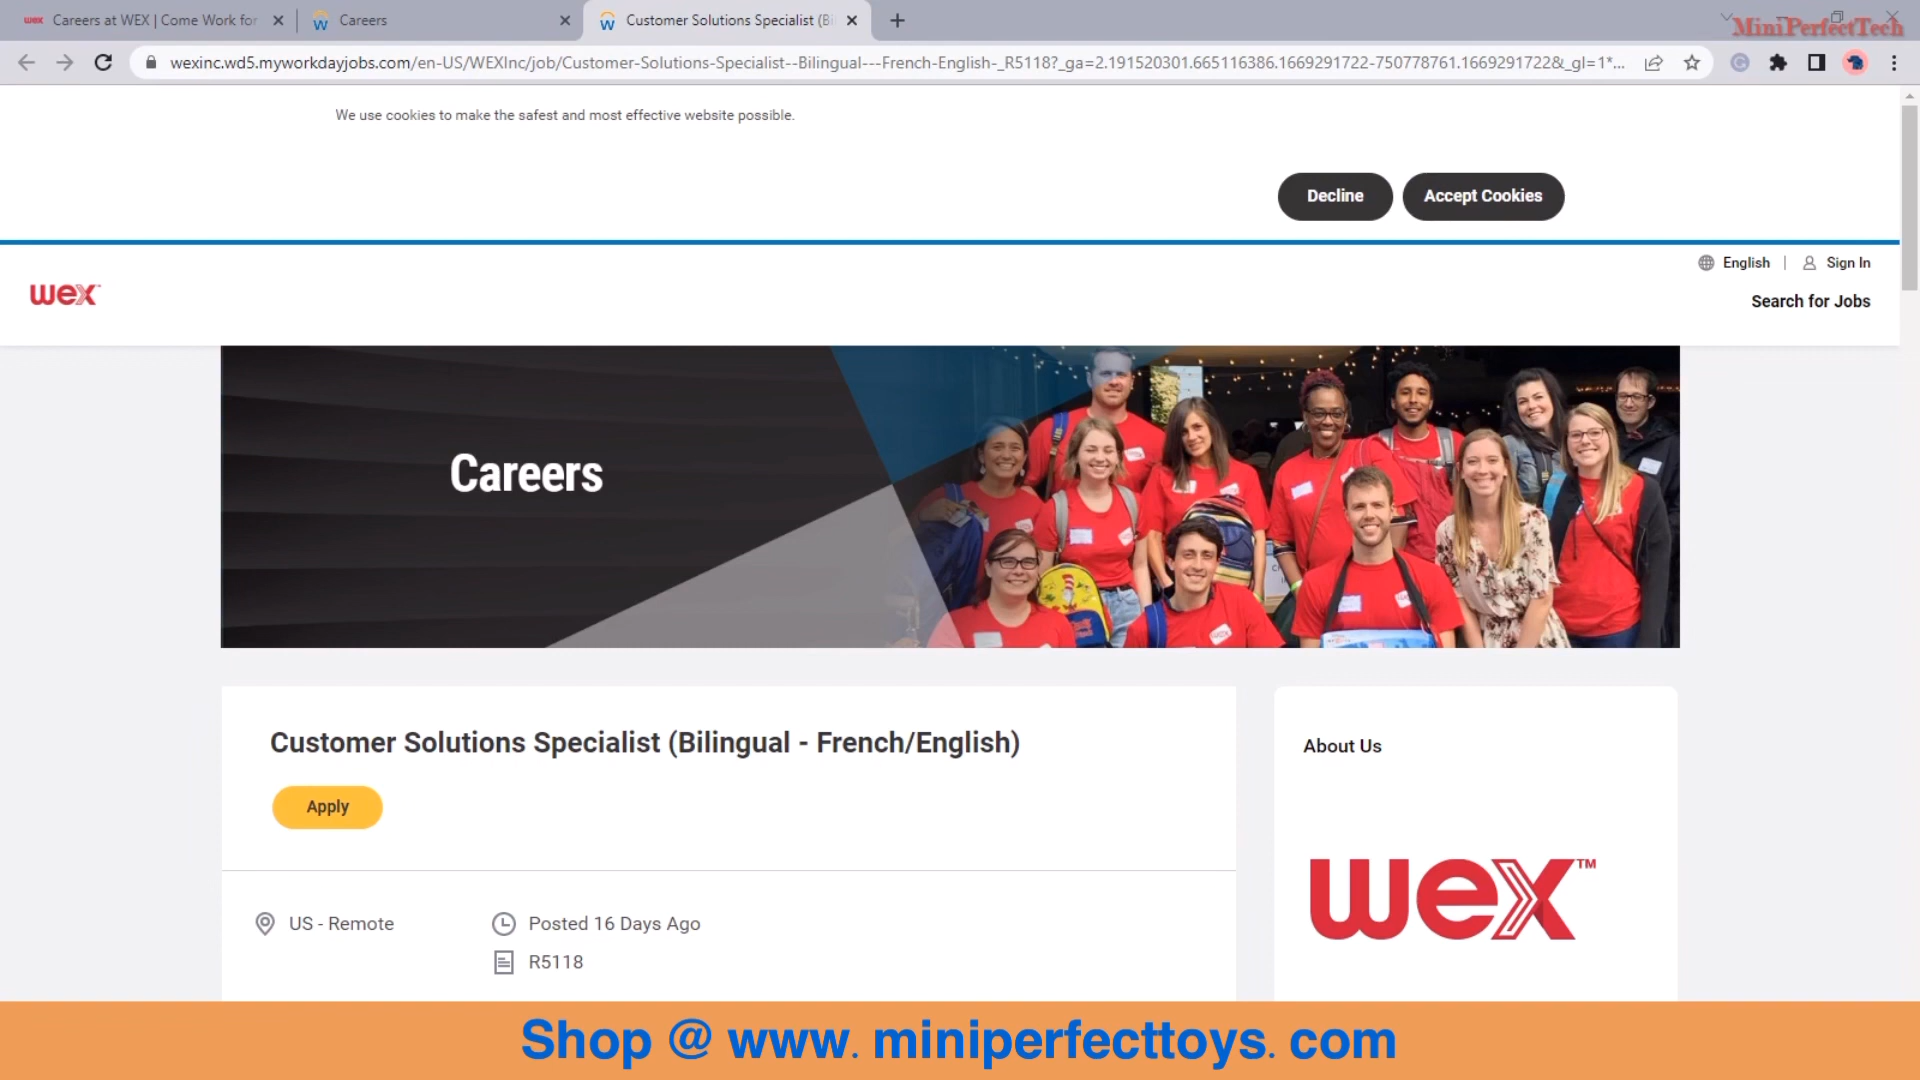 wex Careers at WEX | Come Work for
Careers
Customer Solutions Specialist (Bi
MiniPerfectTech
wexinc.wd5.myworkdayjobs.com/en-US/WEXInc/job/Customer-Solutions-Specialist--Bilingual---French-English-_R5118?_ga=2.191520301.665116386.1669291722-750778761.1669291722&_gl=1*...
We use cookies to make the safest and most effective website possible.
Decline
Accept Cookies
English | Sign In
wex
Search for Jobs
Careers
Customer Solutions Specialist (Bilingual - French/English)
About Us
Apply
wex™
US - Remote
Posted 16 Days Ago
R5118
Shop @ www. miniperfecttoys. com